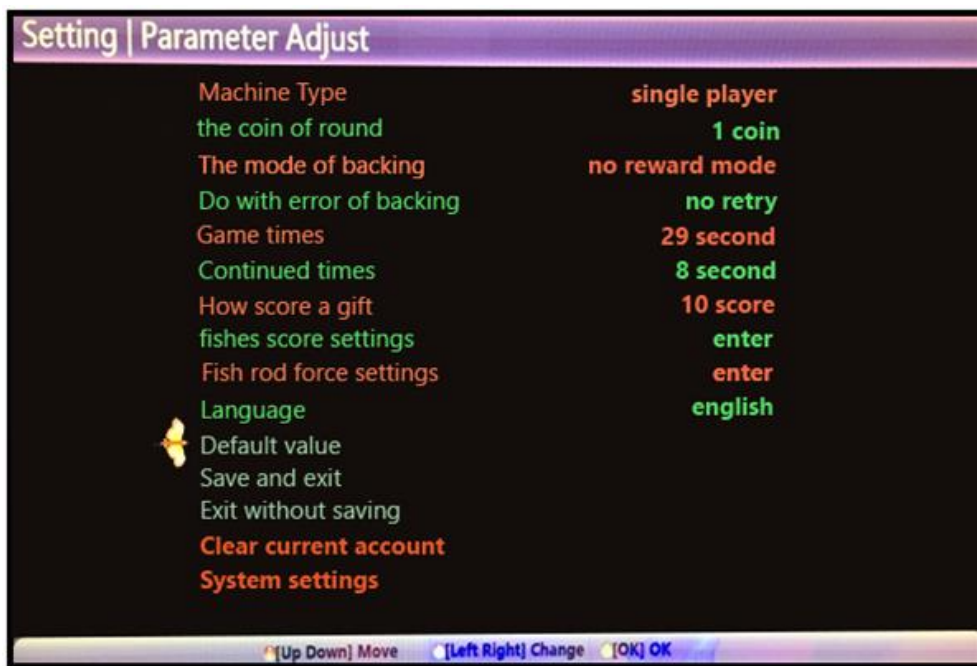 Setting | Parameter Adjust
Machine Type single player
the coin of round 1 coin
The mode of backing no reward mode
Do with error of backing no retry
Game times 29 second
Continued times 8 second
How score a gift 10 score
fishes score settings enter
Fish rod force settings enter
Language english
Default value
Save and exit
Exit without saving
Clear current account
System settings
[Up Down] Move [Left Right] Change [OK] OK